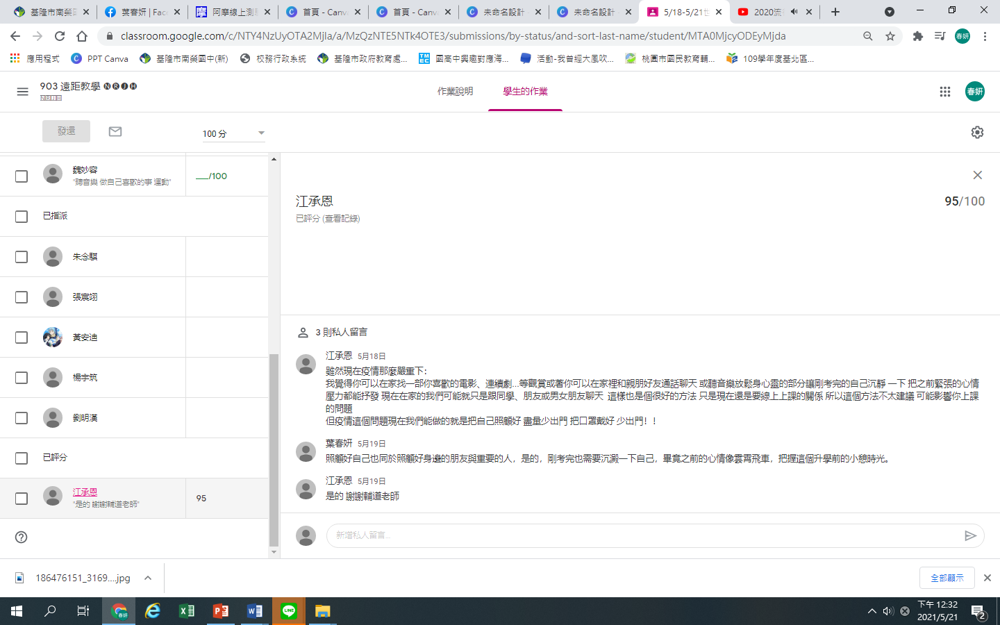 基隆市南榮國
葉春妍 | Face
阿摩線上測驗
首頁 - Canva
首頁 - Canva
未命名設計
未命名設計
5/18-5/21世
2020流行
classroom.google.com/c/NTY4NzUyOTA2MjIa/a/MzQzNTE5NTk4OTE3/submissions/by-status/and-sort-last-name/student/MTA0MjcyODEyMjda
春妍
應用程式
PPT Canva
基隆市南榮國中(新)
校務行政系統
基隆市政府教育處...
TM EC
國高中興趣對應海...
活動-我曾經大風吹...
桃園市國民教育輔...
109學年度基北區...
903 遠距教學 🅝🅡🅙🅗
🄽🅁🄹🄷
作業說明
學生的作業
春妍
發還
100 分
魏妙容
"聽音樂 做自己喜歡的事 運動"
___/100
已指派
朱念騏
張宸翊
黃安迪
楊宇筑
劉明漢
已評分
江承恩
"是的 謝謝輔道老師"
95
江承恩
95/100
已評分 (查看記錄)
3 則私人留言
江承恩 5月18日
雖然現在疫情那麼嚴重下:
我覺得你可以在家找一部你喜歡的電影、連續劇...等觀賞或著你可以在家裡和親朋好友通話聊天 或聽音樂放鬆身心靈的部分讓剛考完的自己沉靜 一下 把之前緊張的心情
壓力都能抒發 現在在家的我們可能就只是跟同學、朋友或男女朋友聊天 這樣也是個很好的方法 只是現在還是要線上上課的關係 所以這個方法不太建議 可能影響你上課
的問題
但疫情這個問題現在我們能做的就是把自己照顧好 盡量少出門 把口罩戴好 少出門！！
葉春妍 5月19日
照顧好自己也同於照顧好身邊的朋友與重要的人，是的，剛考完也需要沉澱一下自己，畢竟之前的心情像雲霄飛車，把握這個升學前的小憩時光。
江承恩 5月19日
是的 謝謝輔道老師
新增私人留言...
186476151_3169....jpg
全部顯示
春妍
下午 12:32
2021/5/21
2